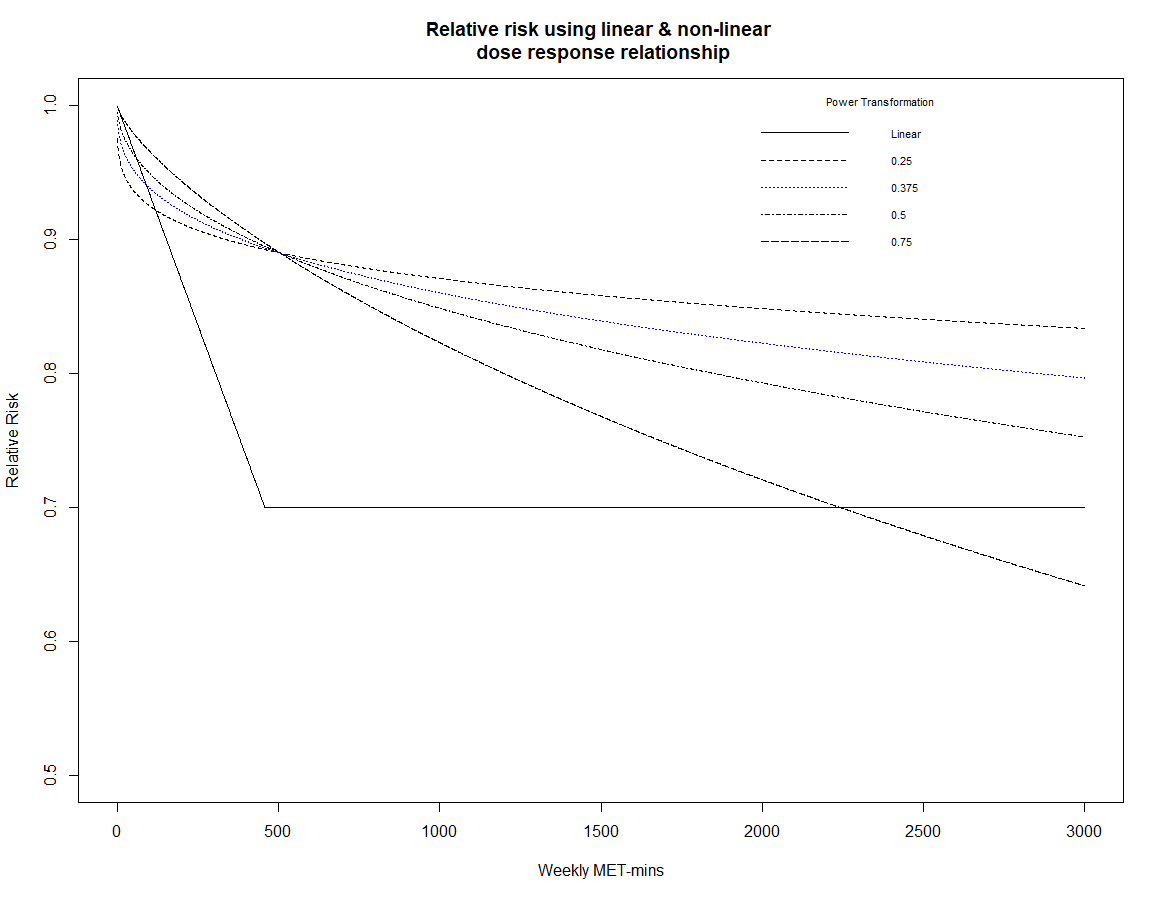 Relative risk using linear & non-linear
dose response relationship
Power Transformation
Linear
0.25
0.375
0.5
0.75
Relative Risk
1.0
0.9
0.8
0.7
0.6
0.5
0 500 1000 1500 2000 2500 3000
Weekly MET-mins